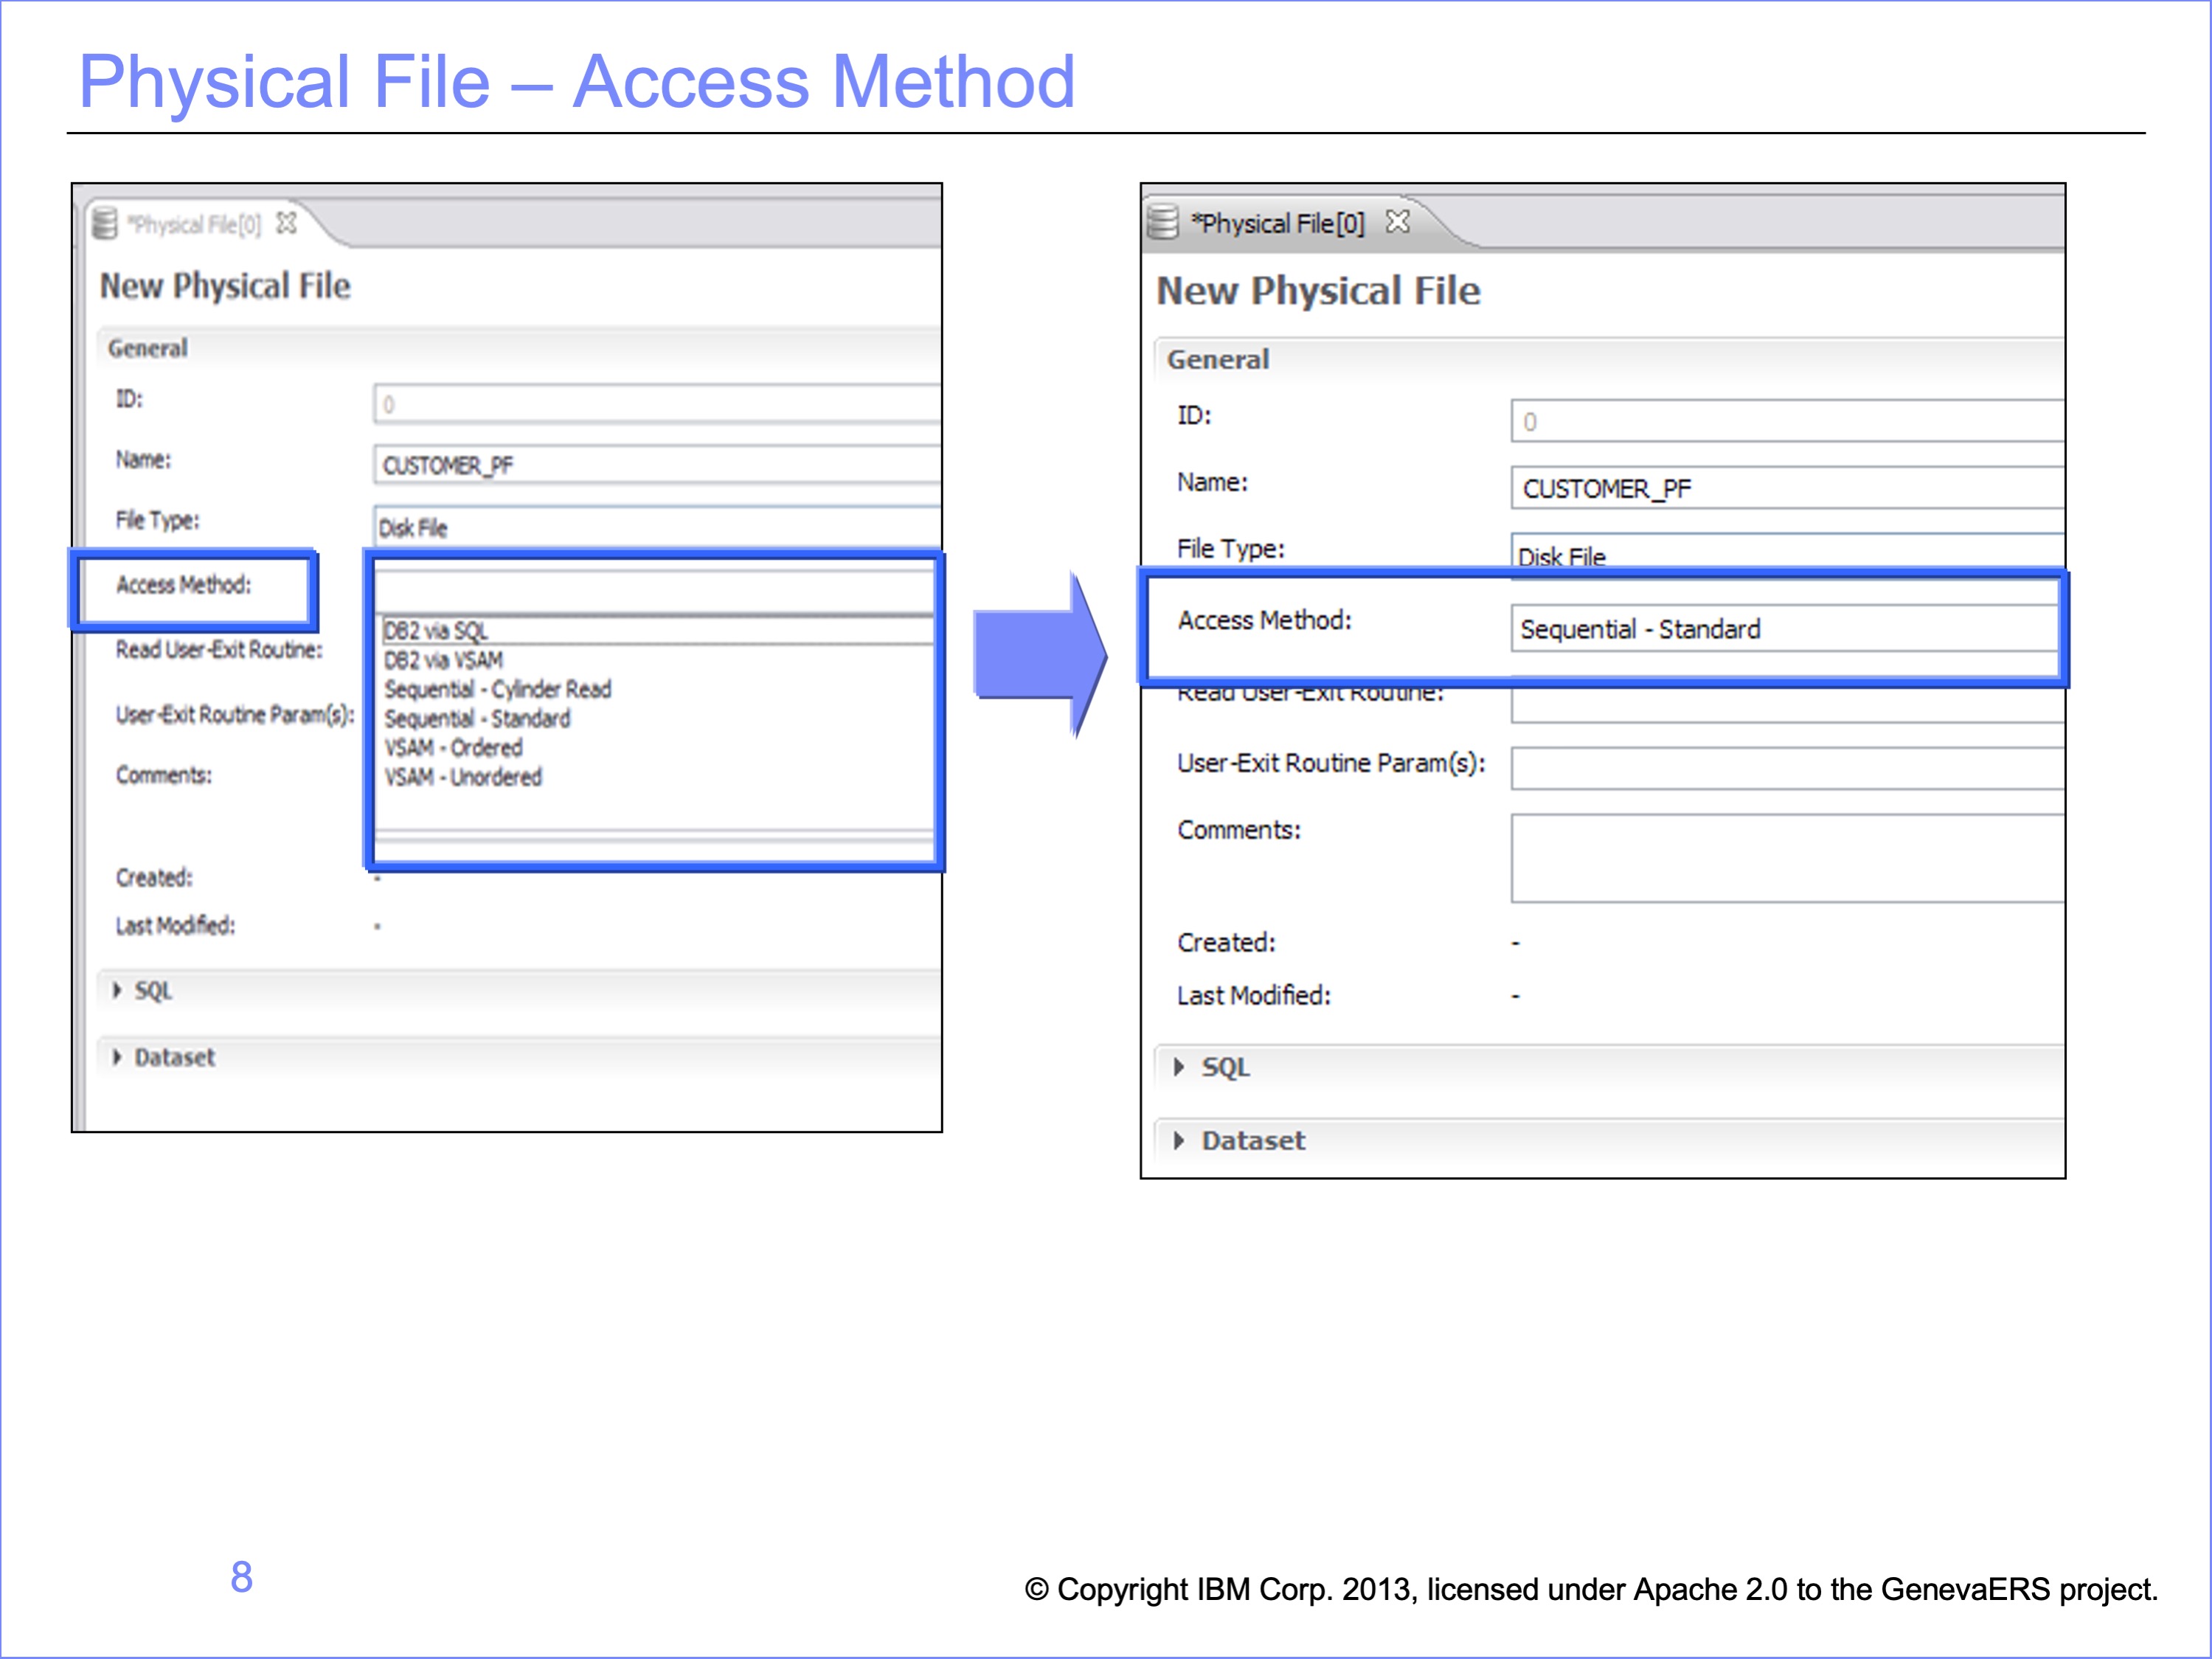 Physical File – Access Method
*Physical File[0]
New Physical File
General
ID: 0
Name: CUSTOMER_PF
File Type: Disk File
Access Method:
DB2 via SQL
DB2 via VSAM
Sequential - Cylinder Read
Sequential - Standard
VSAM - Ordered
VSAM - Unordered
Read User-Exit Routine:
User-Exit Routine Param(s):
Comments:
Created: -
Last Modified: -
SQL
Dataset
*Physical File[0]
New Physical File
General
ID: 0
Name: CUSTOMER_PF
File Type: Disk File
Access Method: Sequential - Standard
Read User-Exit Routine:
User-Exit Routine Param(s):
Comments:
Created: -
Last Modified: -
SQL
Dataset
8
© Copyright IBM Corp. 2013, licensed under Apache 2.0 to the GenevaERS project.